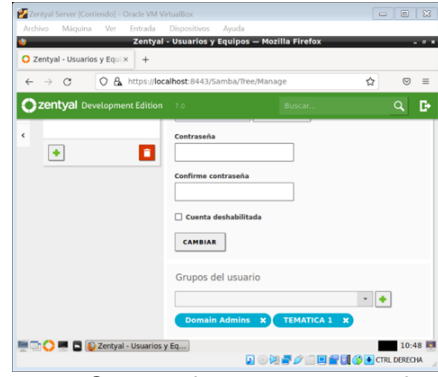 Zentyal Server [Corriendo] - Oracle VM VirtualBox
Archivo Máquina Ver Entrada Dispositivos Ayuda
Zentyal - Usuarios y Equipos — Mozilla Firefox
Zentyal - Usuarios y Equi
https://localhost:8443/Samba/Tree/Manage
zentyal Development Edition 7.0
Buscar...
Contraseña
Confirme contraseña
Cuenta deshabilitada
CAMBIAR
Grupos del usuario
Domain Admins x TEMATICA 1 x
Zentyal - Usuarios y Eq...
10:48
CTRL DERECHA